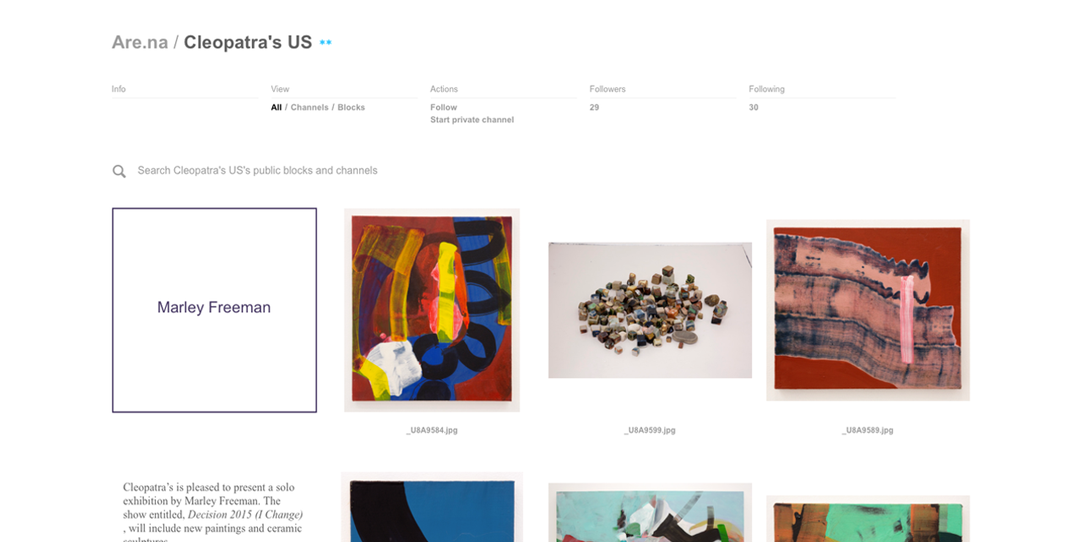 Are.na / Cleopatra's US **
Info
View
Actions
Followers
Following
All / Channels / Blocks
Follow
29
30
Start private channel
Search Cleopatra's US's public blocks and channels
Marley Freeman
_U8A9584.jpg
_U8A9599.jpg
_U8A9589.jpg
Cleopatra's is pleased to present a solo
exhibition by Marley Freeman. The
show entitled, Decision 2015 (I Change)
, will include new paintings and ceramic
sculptures.